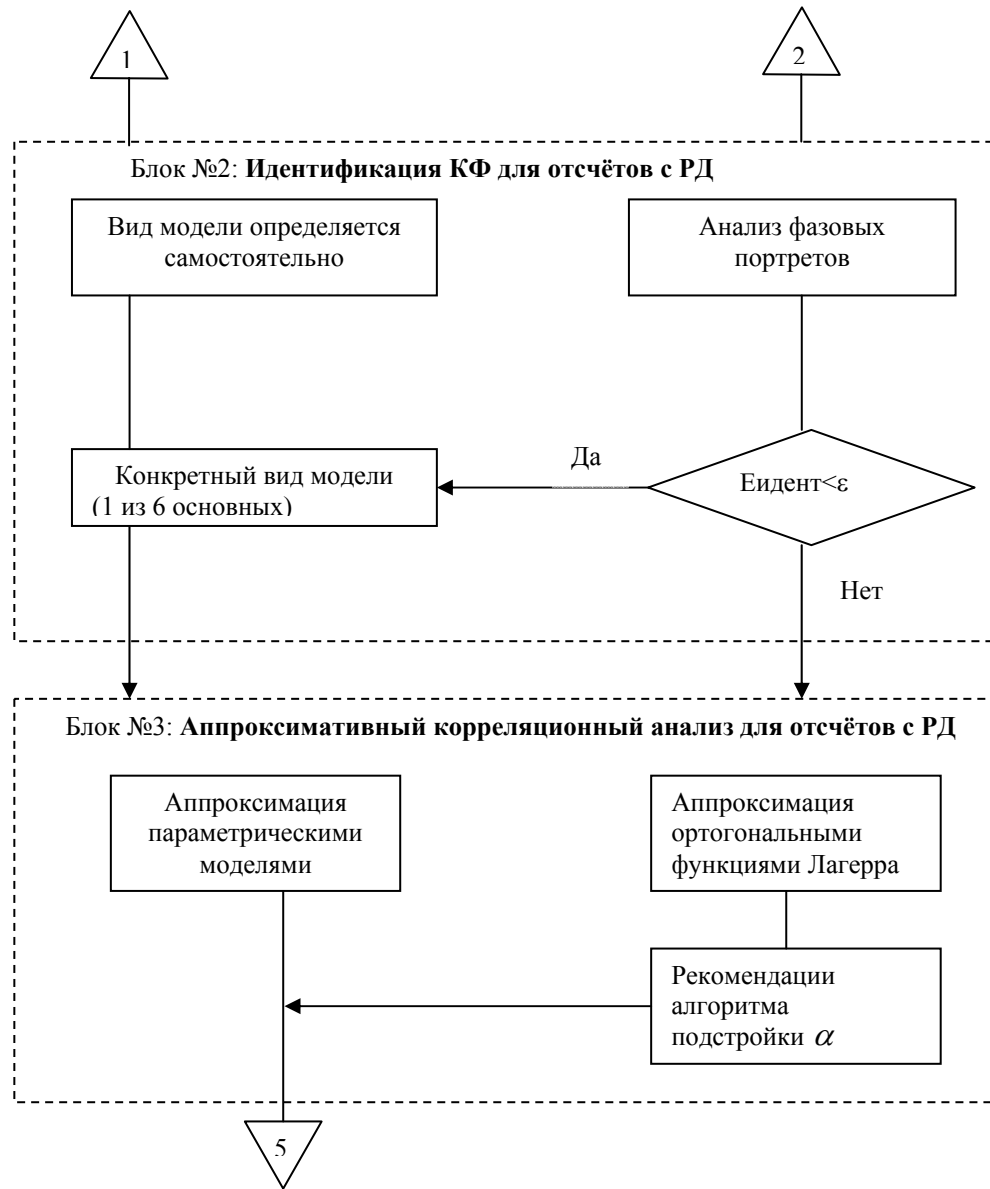 1
2
Блок №2: Идентификация КФ для отсчётов с РД
Вид модели определяется
самостоятельно
Анализ фазовых
портретов
Конкретный вид модели
(1 из 6 основных)
Да
Еидент<ε
Нет
Блок №3: Аппроксимативный корреляционный анализ для отсчётов с РД
Аппроксимация
параметрическими
моделями
Аппроксимация
ортогональными
функциями Лагерра
Рекомендации
алгоритма
подстройки α
5